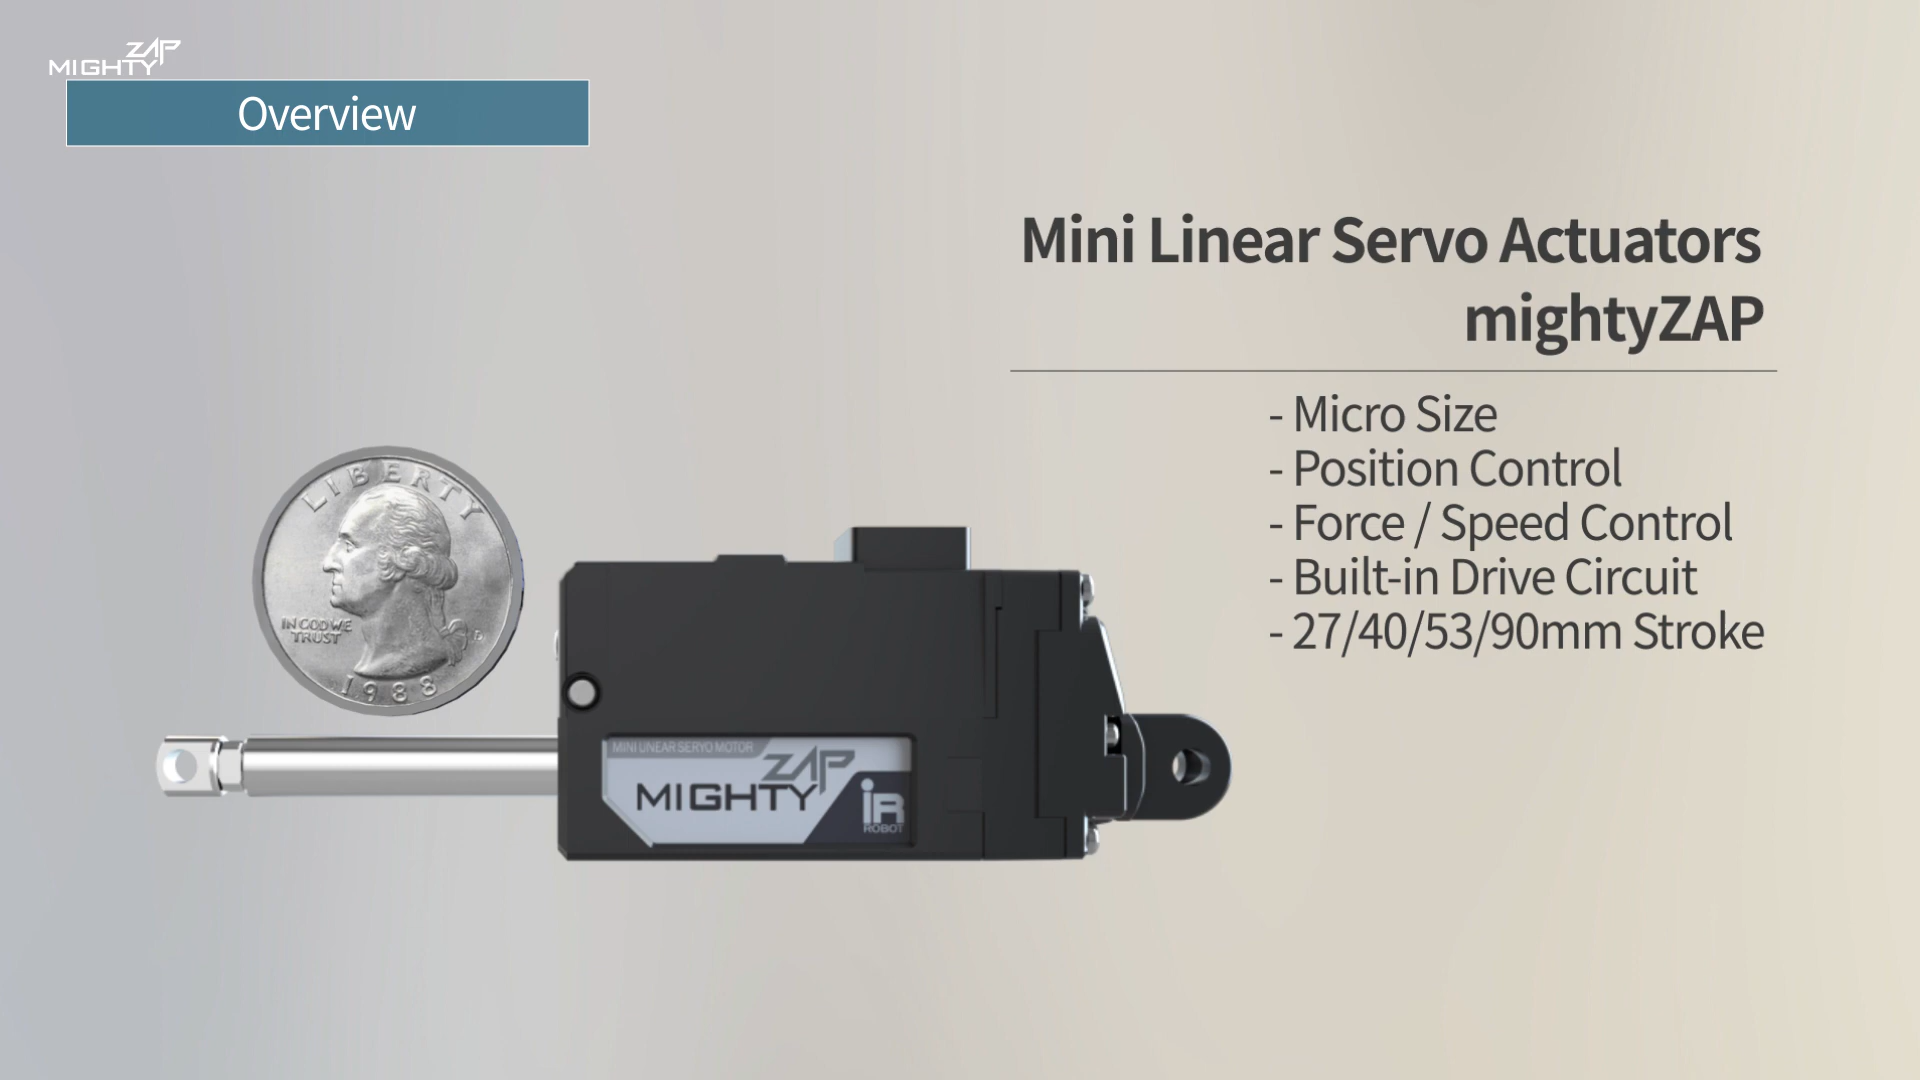 MIGHTY ZAP
Overview
Mini Linear Servo Actuators
mightyZAP
- Micro Size
- Position Control
- Force / Speed Control
- Built-in Drive Circuit
- 27/40/53/90mm Stroke
LIBERTY
IN GOD WE
TRUST
D
1988
MINI LINEAR SERVO MOTOR
MIGHTY ZAP
iR
ROBOT